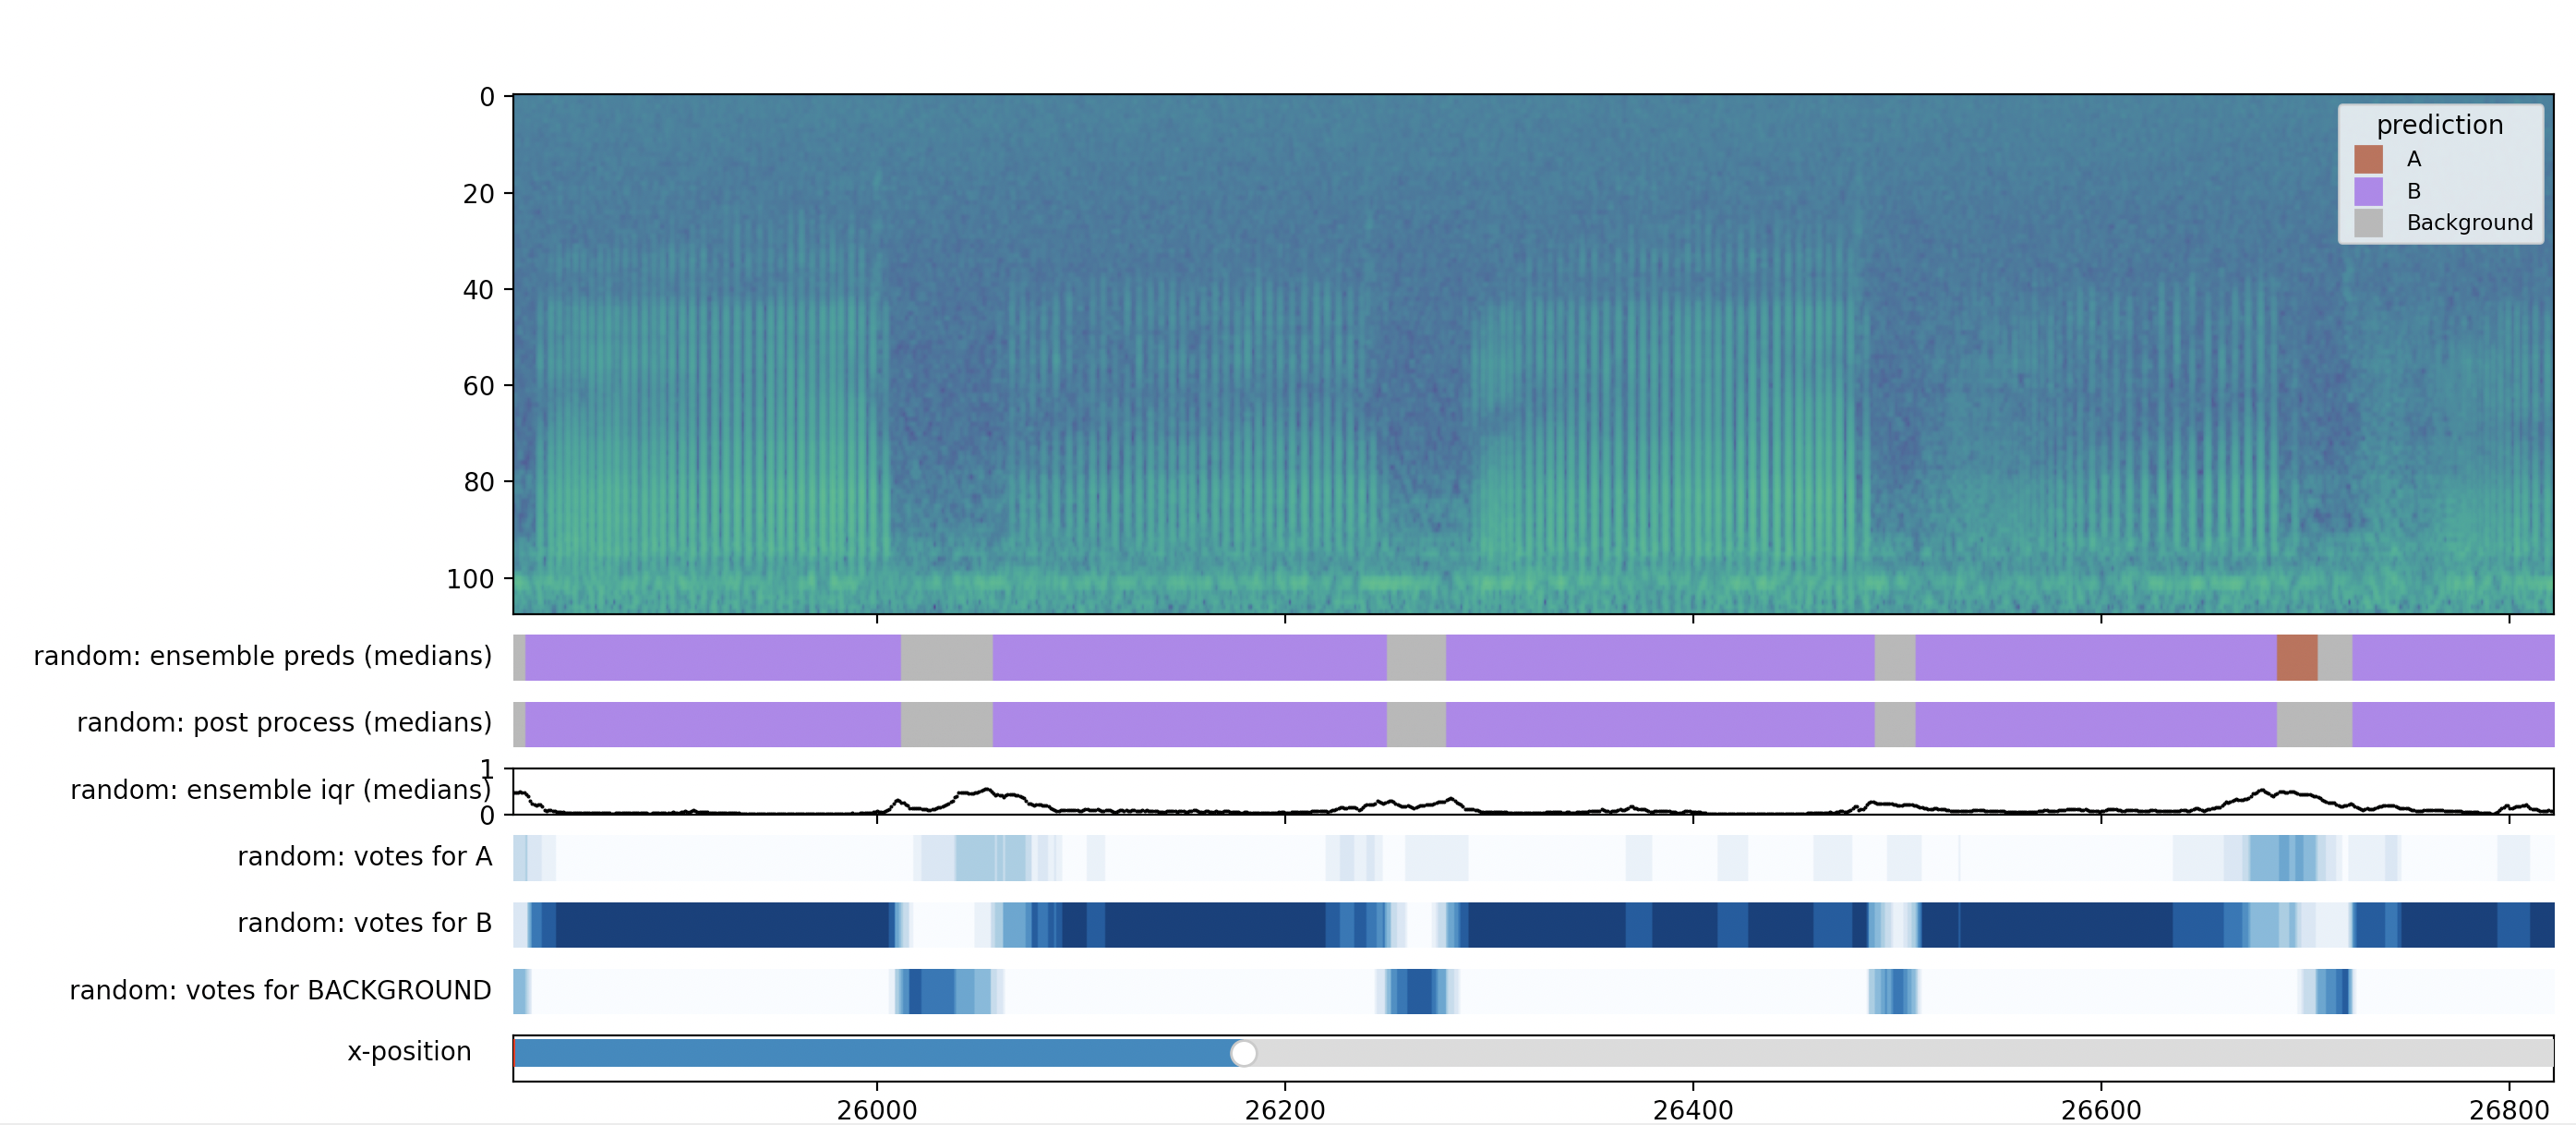 0
prediction
A
B
Background
20
40
60
80
100
random: ensemble preds (medians)
random: post process (medians)
1
random: ensemble iqr (medians)
0
random: votes for A
random: votes for B
random: votes for BACKGROUND
x-position
26000 26200 26400 26600 26800